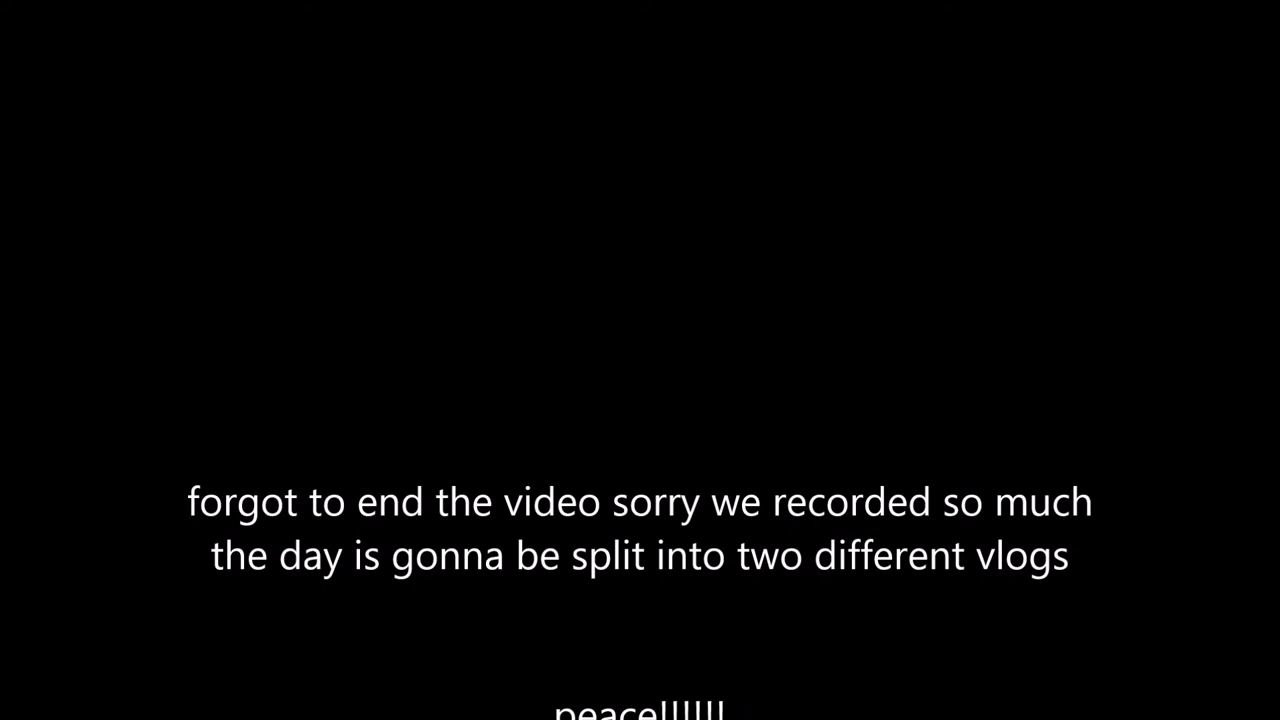 forgot to end the video sorry we recorded so much
the day is gonna be split into two different vlogs
peace!!!!!!